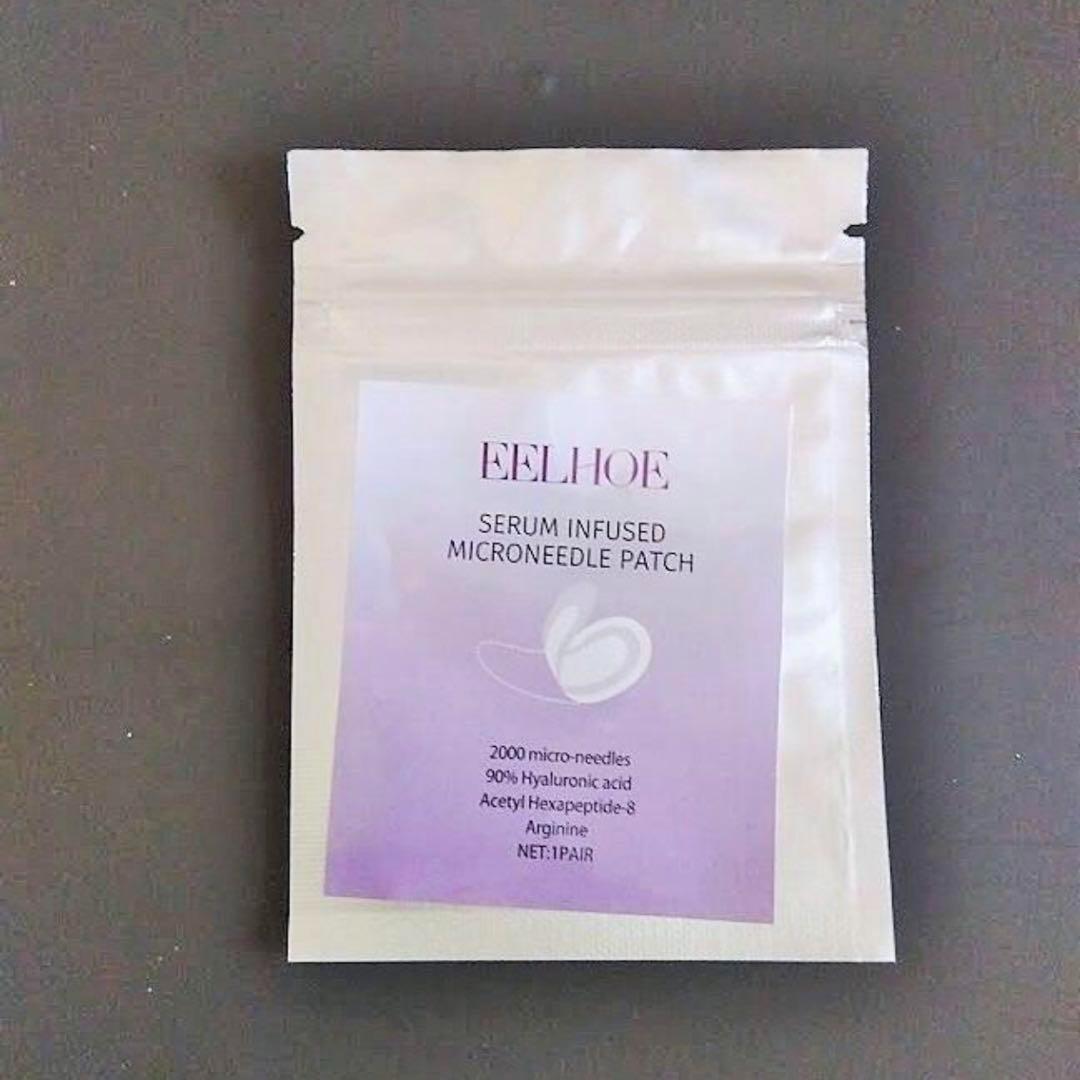 EELHOE
SERUM INFUSED
MICRONEEDLE PATCH
2000 micro-needles
90% Hyaluronic acid
Acetyl Hexapeptide-8
Arginine
NET:1PAIR